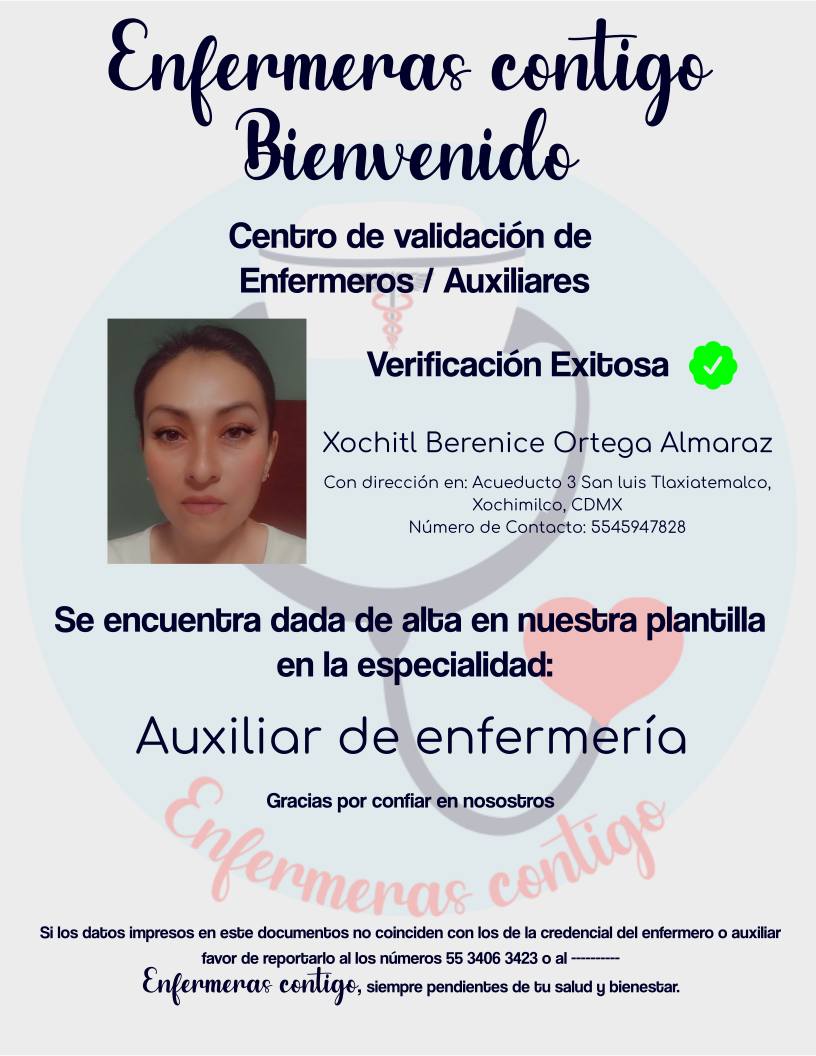 Enfermeras contigo
Bienvenido
Centro de validación de
Enfermeros / Auxiliares
Verificación Exitosa
Xochitl Berenice Ortega Almaraz
Con dirección en: Acueducto 3 San luis Tlaxiatemalco,
Xochimilco, CDMX
Número de Contacto: 5545947828
Se encuentra dada de alta en nuestra plantilla
en la especialidad:
Auxiliar de enfermería
Gracias por confiar en nosostros
Enfermeras contigo
Si los datos impresos en este documentos no coinciden con los de la credencial del enfermero o auxiliar
favor de reportarlo al los números 55 3406 3423 o al ----------
Enfermeras contigo, siempre pendientes de tu salud y bienestar.